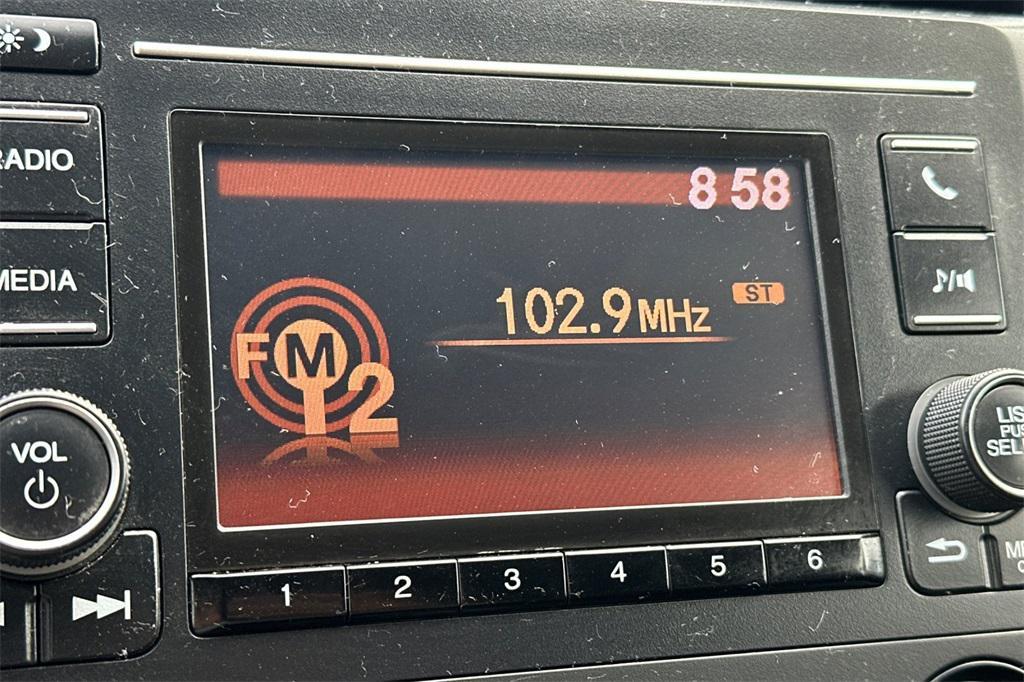 RADIO
MEDIA
VOL
8 58
102.9MHz
ST
FM
2
1 2 3 4 5 6